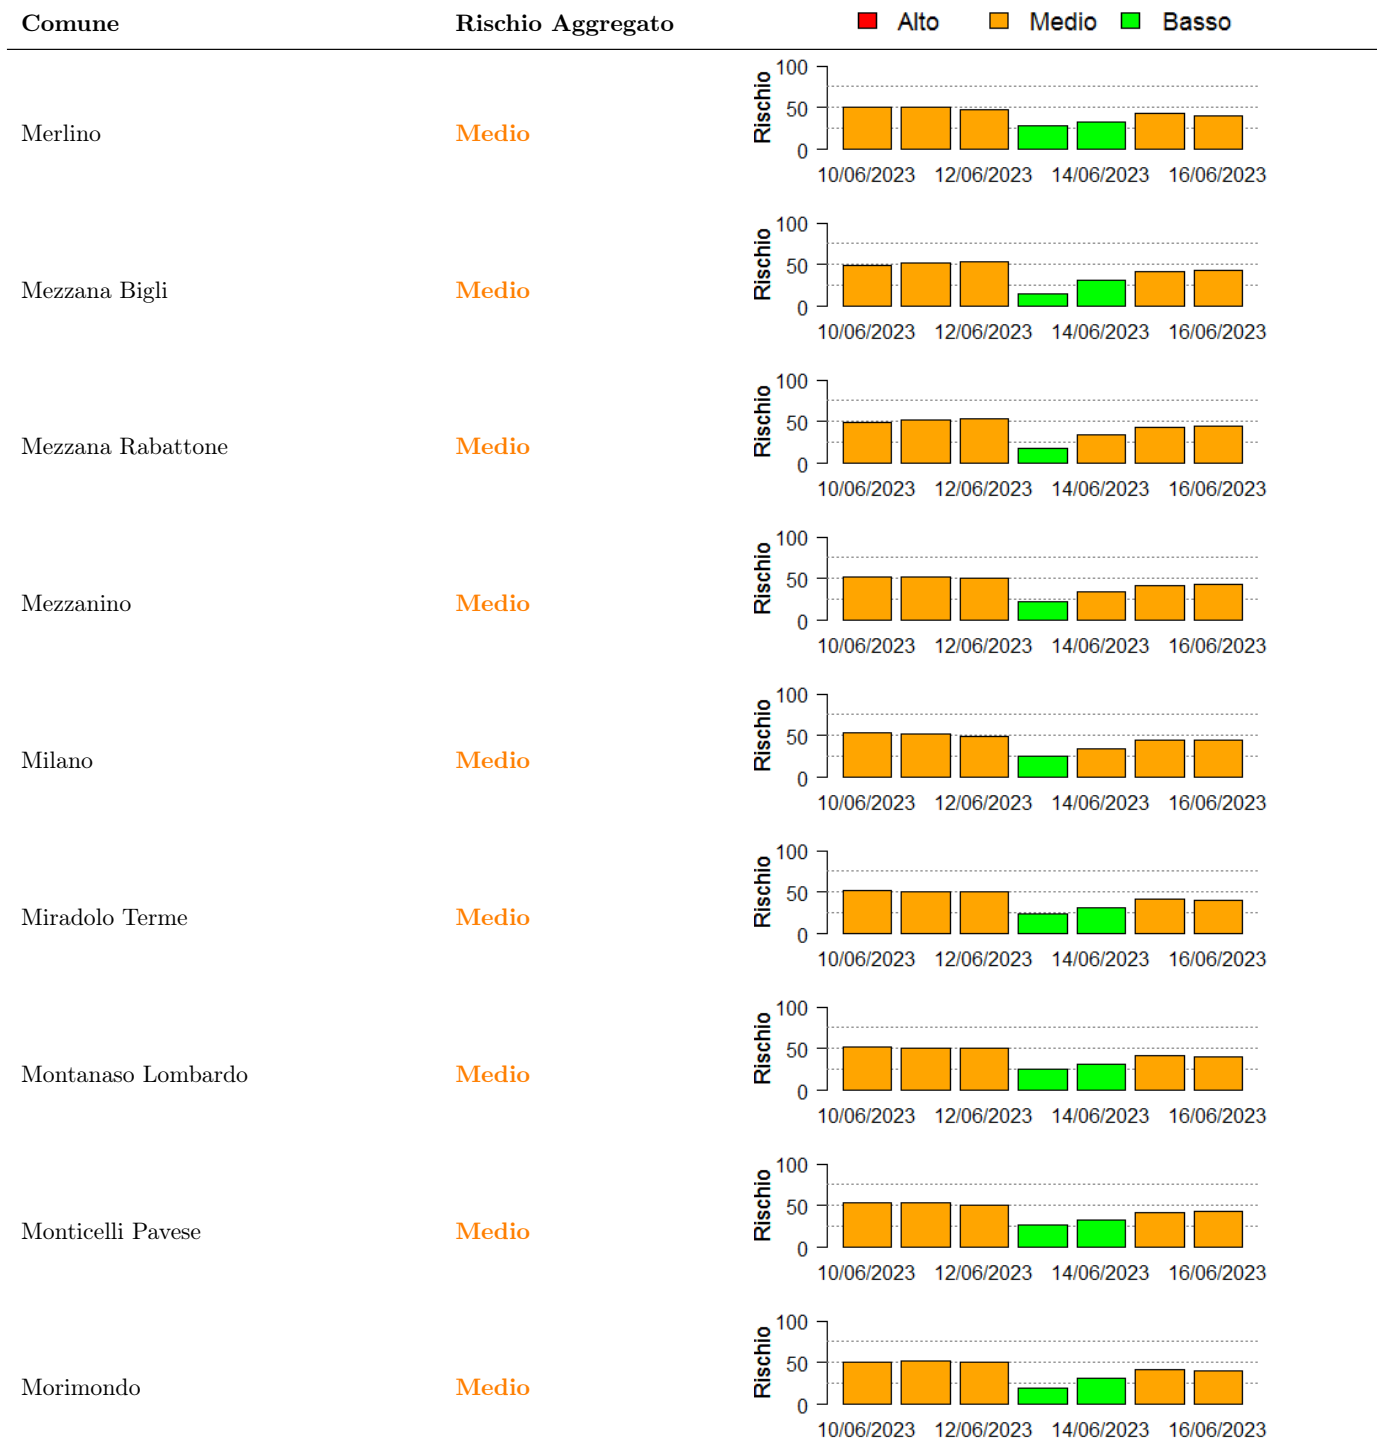 Comune Rischio Aggregato Alto Medio Basso
Merlino Medio
Rischio
100
50
0
10/06/2023 12/06/2023 14/06/2023 16/06/2023
Mezzana Bigli Medio
Rischio
100
50
0
10/06/2023 12/06/2023 14/06/2023 16/06/2023
Mezzana Rabattone Medio
Rischio
100
50
0
10/06/2023 12/06/2023 14/06/2023 16/06/2023
Mezzanino Medio
Rischio
100
50
0
10/06/2023 12/06/2023 14/06/2023 16/06/2023
Milano Medio
Rischio
100
50
0
10/06/2023 12/06/2023 14/06/2023 16/06/2023
Miradolo Terme Medio
Rischio
100
50
0
10/06/2023 12/06/2023 14/06/2023 16/06/2023
Montanaso Lombardo Medio
Rischio
100
50
0
10/06/2023 12/06/2023 14/06/2023 16/06/2023
Monticelli Pavese Medio
Rischio
100
50
0
10/06/2023 12/06/2023 14/06/2023 16/06/2023
Morimondo Medio
Rischio
100
50
0
10/06/2023 12/06/2023 14/06/2023 16/06/2023